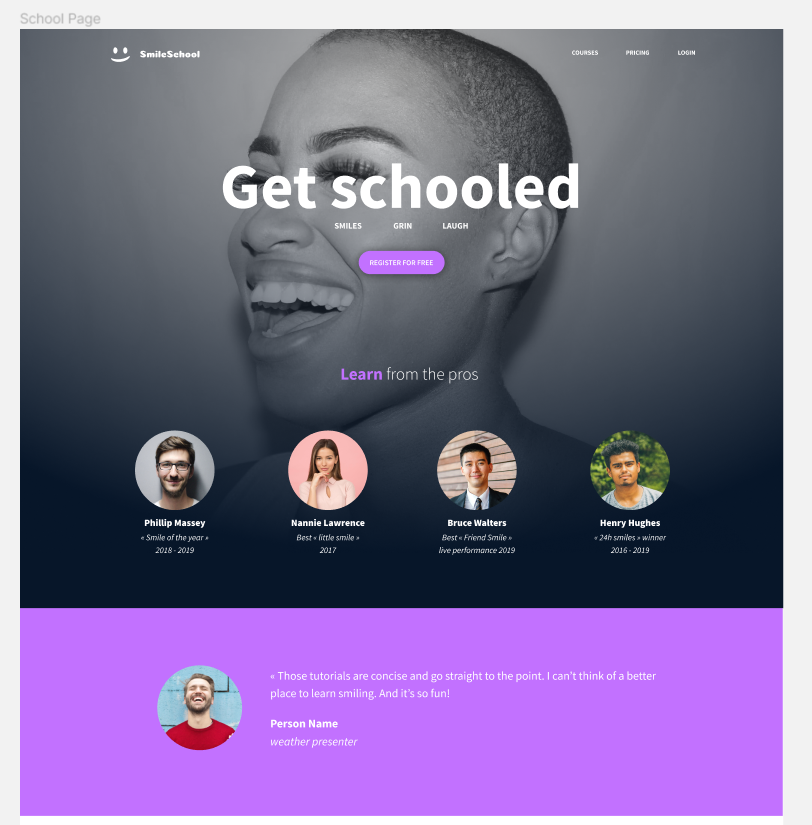 School Page
SmileSchool
COURSES PRICING LOGIN
Get schooled
SMILES GRIN LAUGH
REGISTER FOR FREE
Learn from the pros
Phillip Massey
« Smile of the year »
2018 - 2019
Nannie Lawrence
Best « little smile »
2017
Bruce Walters
Best « Friend Smile »
live performance 2019
Henry Hughes
« 24h smiles » winner
2016 - 2019
« Those tutorials are concise and go straight to the point. I can't think of a better
place to learn smiling. And it's so fun!
Person Name
weather presenter